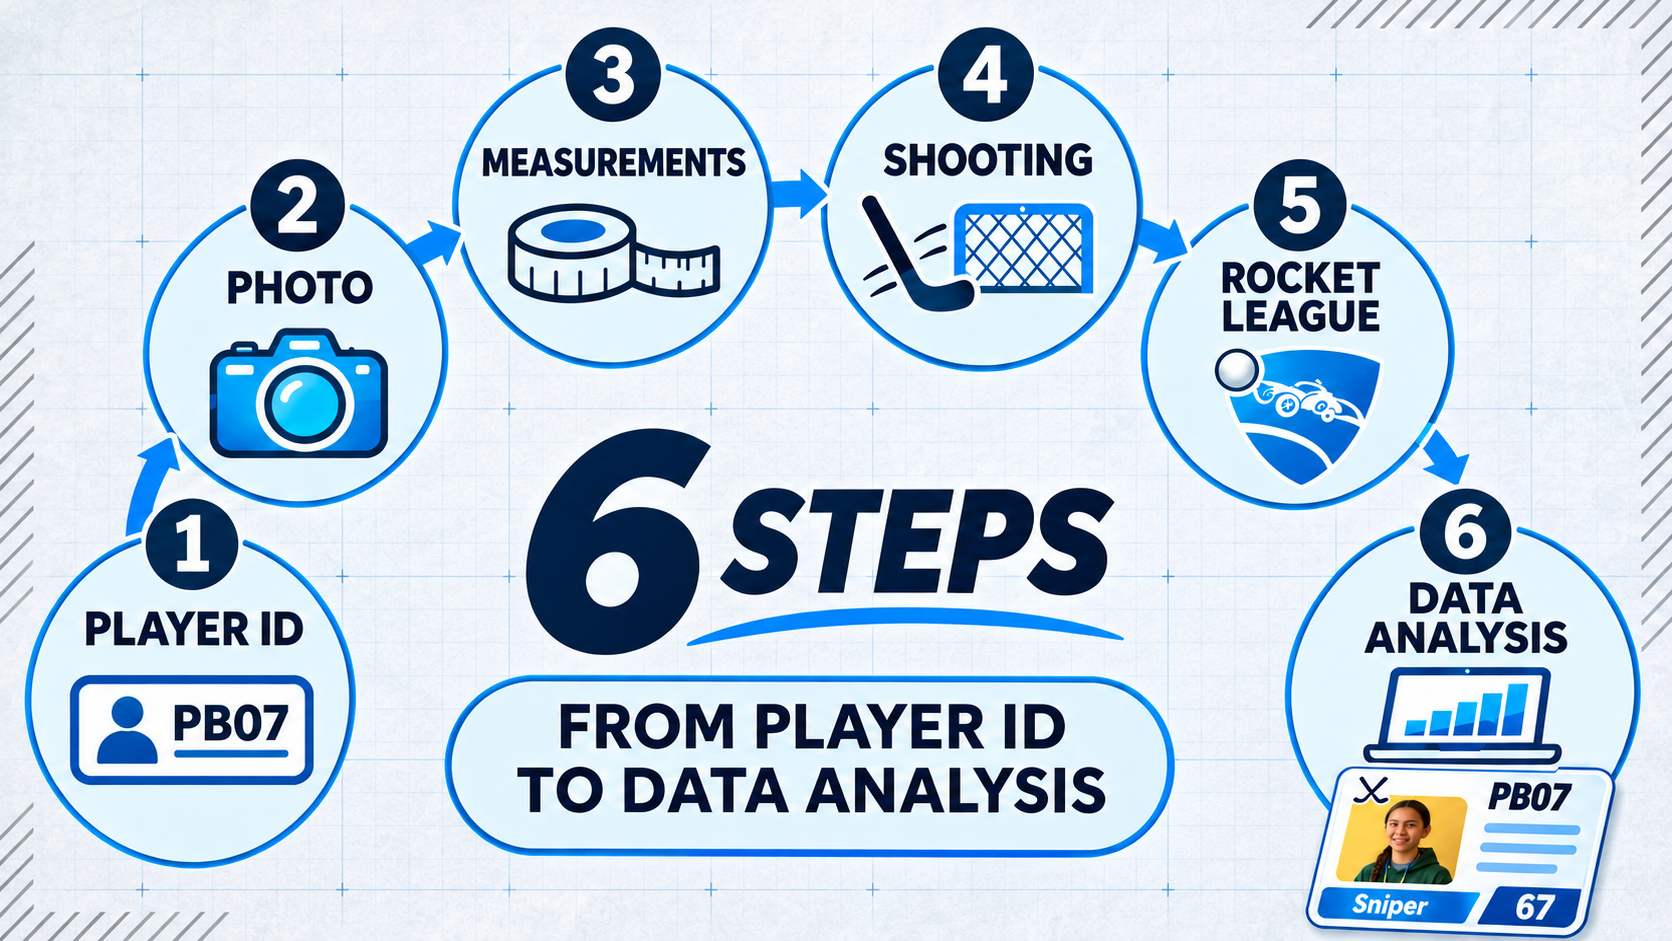 1
PLAYER ID
PB07
2
PHOTO
3
MEASUREMENTS
4
SHOOTING
5
ROCKET
LEAGUE
6
DATA
ANALYSIS
PB07
Sniper
67
6 STEPS
FROM PLAYER ID
TO DATA ANALYSIS